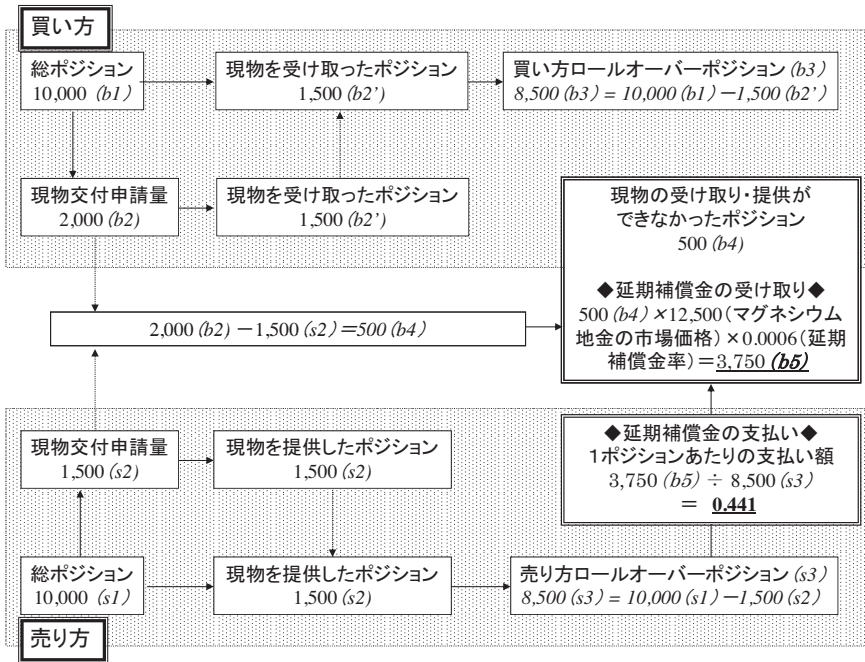 買い方
総ポジション
10,000 (b1)
現物を受け取ったポジション
1,500 (b2’)
買い方ロールオーバーポジション (b3)
8,500 (b3) = 10,000 (b1) －1,500 (b2’)
現物交付申請量
2,000 (b2)
現物を受け取ったポジション
1,500 (b2’)
現物の受け取り・提供が
できなかったポジション
500 (b4)
◆延期補償金の受け取り◆
500 (b4) ×12,500（マグネシウム
地金の市場価格）×0.0006（延期
補償金率）＝3,750 (b5)
2,000 (b2) －1,500 (s2) ＝500 (b4)
現物交付申請量
1,500 (s2)
現物を提供したポジション
1,500 (s2)
◆延期補償金の支払い◆
１ポジションあたりの支払い額
3,750 (b5) ÷ 8,500 (s3)
＝ 0.441
総ポジション
10,000 (s1)
現物を提供したポジション
1,500 (s2)
売り方ロールオーバーポジション (s3)
8,500 (s3) = 10,000 (s1) －1,500 (s2)
売り方